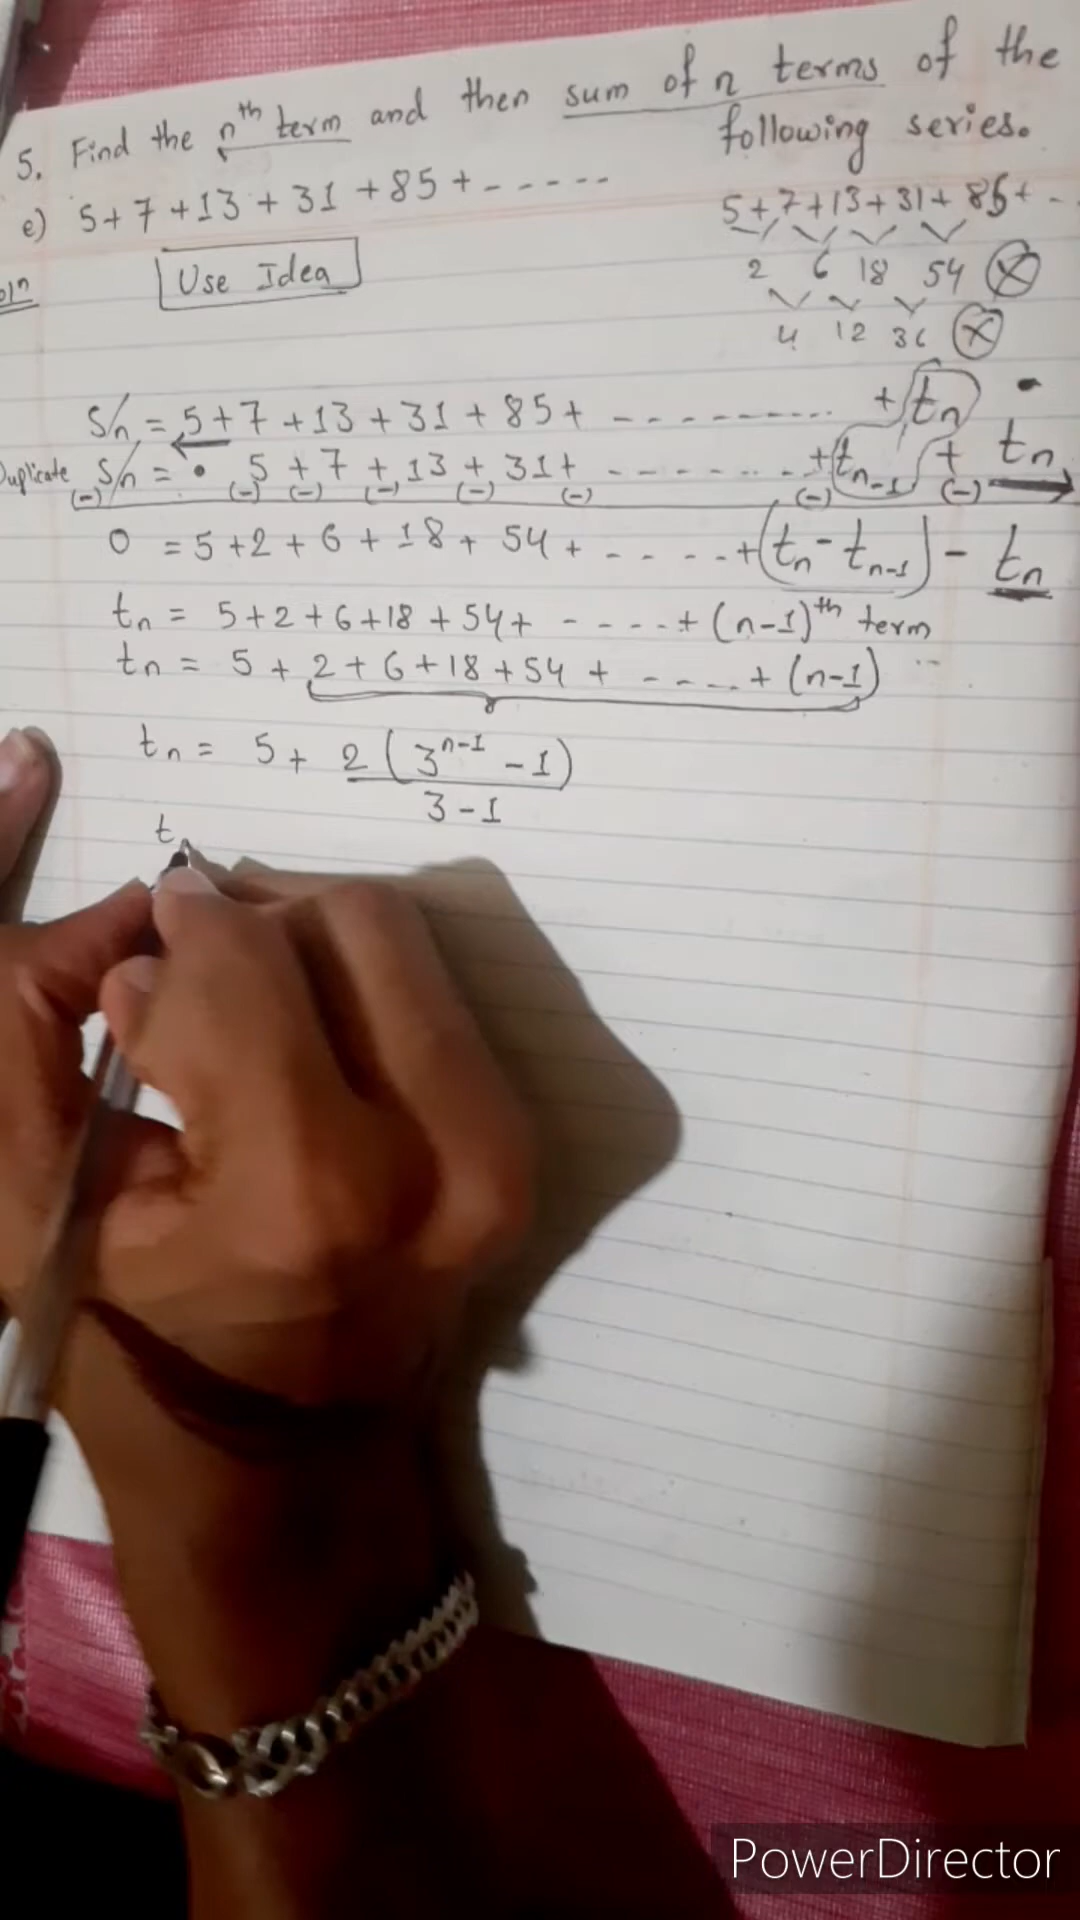 5. Find the nᵗʰ term and then sum of n terms of the
following series.
e) 5+7+13+31+85+-----
Use Idea
5+7+13+31+85+--
2 6 18 54 ⓧ
4 12 36 ⓧ
Sn = 5+7+13+31+85+ --------- +tn
Duplicate Sn = • 5+7+13+31+ -------+tn-1 + tn
(-) (-) (-) (-) (-) (-) (-) (-)
0 = 5+2+6+18+54+-----+(tn-tn-1)-tn
tn = 5+2+6+18+54+ ----+(n-1)ᵗʰ term
tn = 5+2+6+18+54+ ----+(n-1)
tn = 5+ 2(3ⁿ⁻¹-1)
3-1
tn
PowerDirector